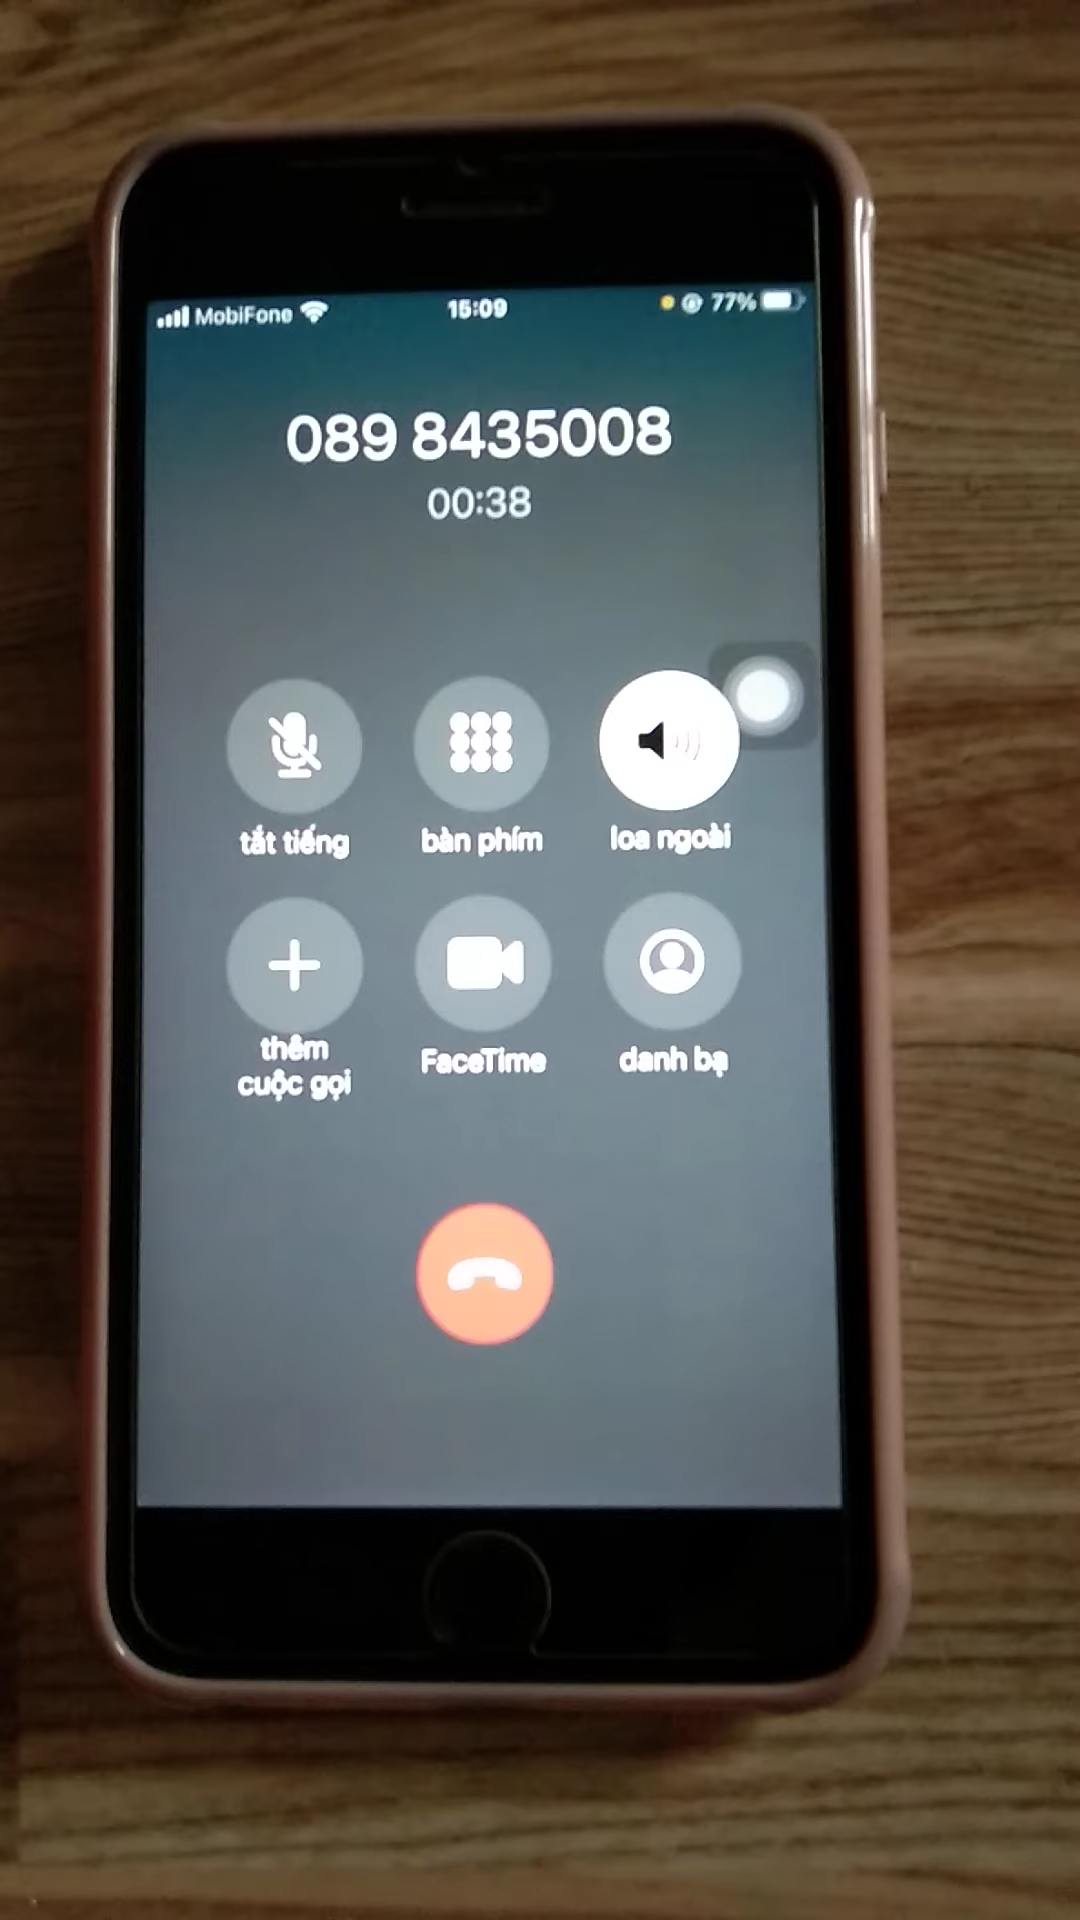 MobiFone 15:09 77%
089 8435008
00:38
tắt tiếng bàn phím loa ngoài
thêm cuộc gọi FaceTime danh bạ